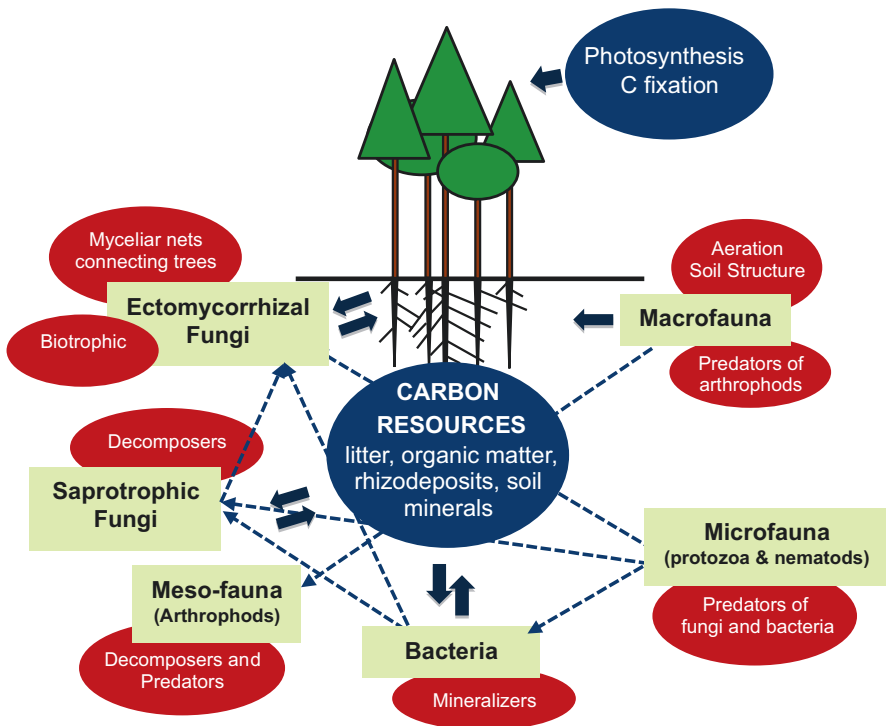 Photosynthesis
C fixation
Myceliar nets
connecting trees
Ectomycorrhizal
Fungi
Biotrophic
Aeration
Soil Structure
Macrofauna
Predators of
arthrophods
CARBON
RESOURCES
litter, organic matter,
rhizodeposits, soil
minerals
Decomposers
Saprotrophic
Fungi
Meso-fauna
(Arthrophods)
Decomposers and
Predators
Bacteria
Mineralizers
Microfauna
(protozoa & nematods)
Predators of
fungi and bacteria